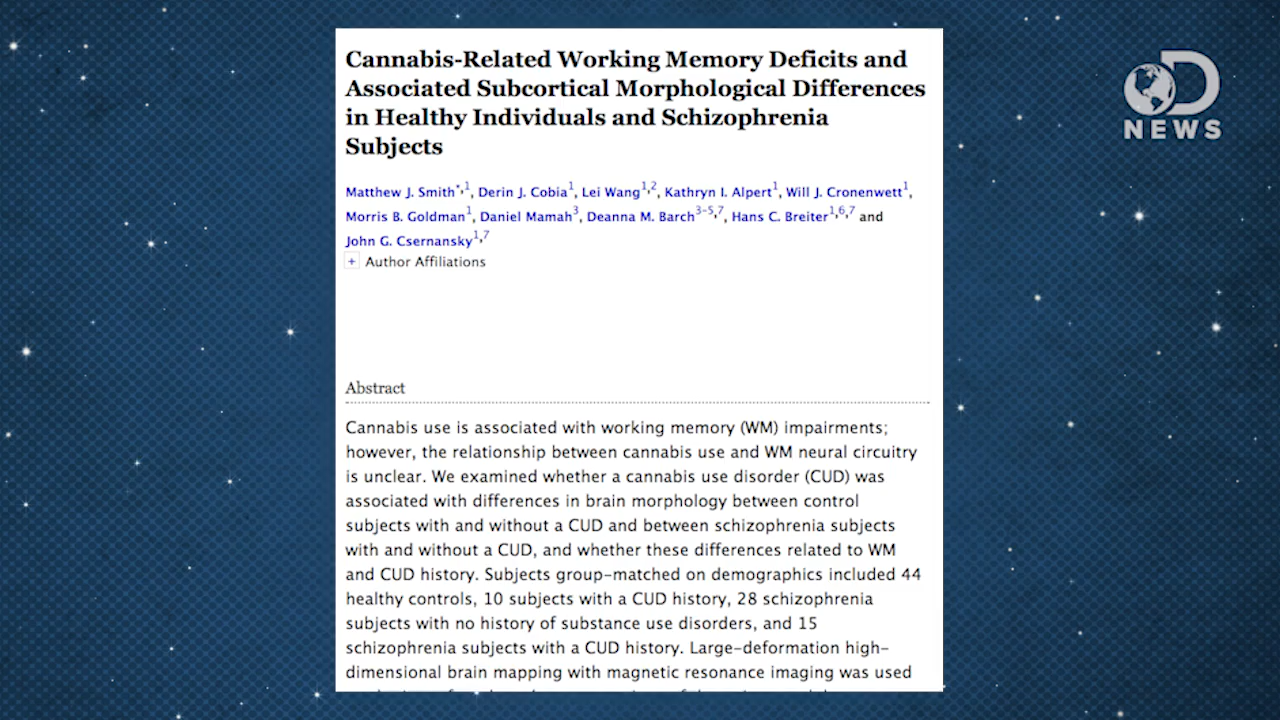 Cannabis-Related Working Memory Deficits and
Associated Subcortical Morphological Differences
in Healthy Individuals and Schizophrenia
Subjects
Matthew J. Smith*,1, Derin J. Cobia1, Lei Wang1,2, Kathryn I. Alpert1, Will J. Cronenwett1,
Morris B. Goldman1, Daniel Mamah3, Deanna M. Barch3-5,7, Hans C. Breiter1,6,7 and
John G. Csernansky1,7
+ Author Affiliations
Abstract
Cannabis use is associated with working memory (WM) impairments;
however, the relationship between cannabis use and WM neural circuitry
is unclear. We examined whether a cannabis use disorder (CUD) was
associated with differences in brain morphology between control
subjects with and without a CUD and between schizophrenia subjects
with and without a CUD, and whether these differences related to WM
and CUD history. Subjects group-matched on demographics included 44
healthy controls, 10 subjects with a CUD history, 28 schizophrenia
subjects with no history of substance use disorders, and 15
schizophrenia subjects with a CUD history. Large-deformation high-
dimensional brain mapping with magnetic resonance imaging was used
D
NEWS